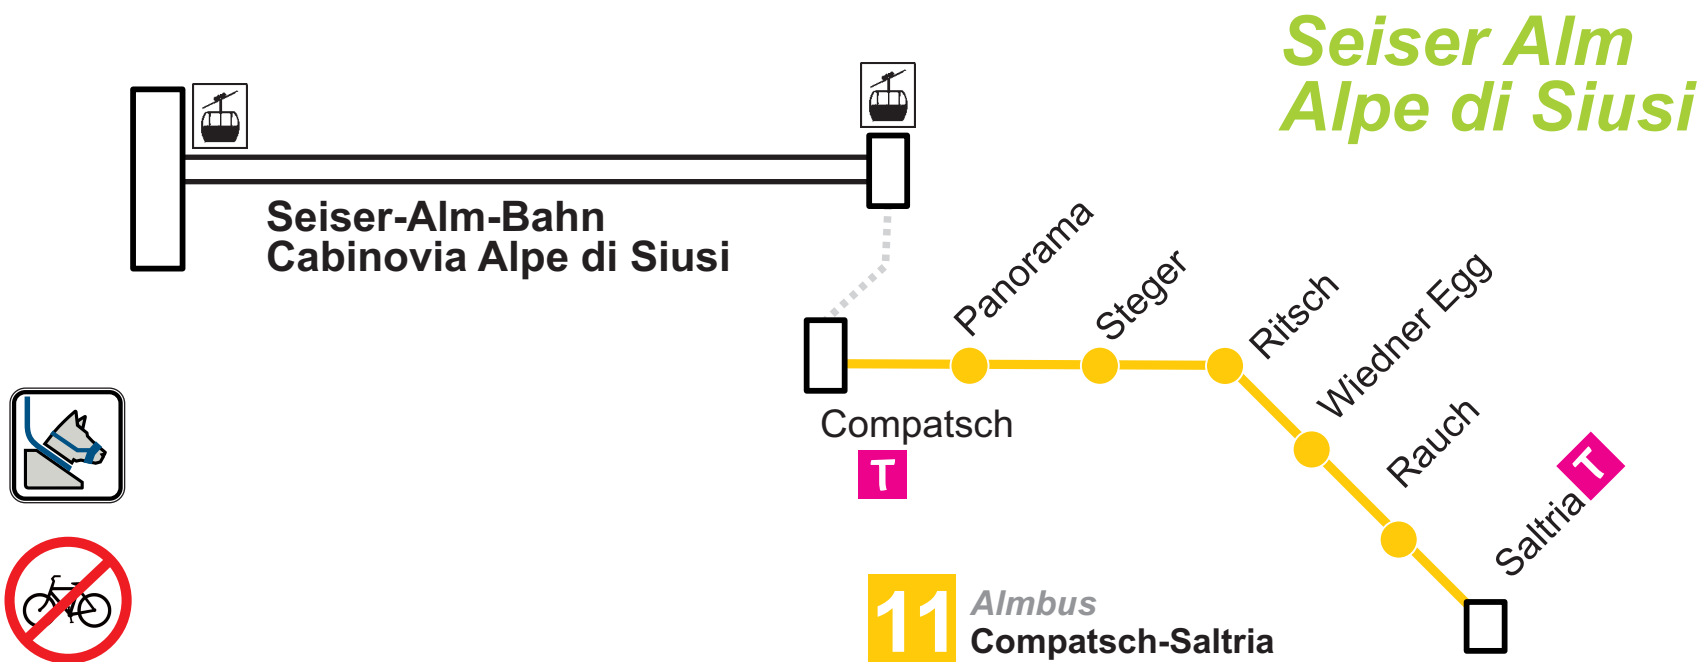 Seiser Alm
Alpe di Siusi
Seiser-Alm-Bahn
Cabinovia Alpe di Siusi
Panorama
Steger
Ritsch
Wiedner Egg
Rauch
Saltria T
Compatsch
T
11 Almbus
Compatsch-Saltria